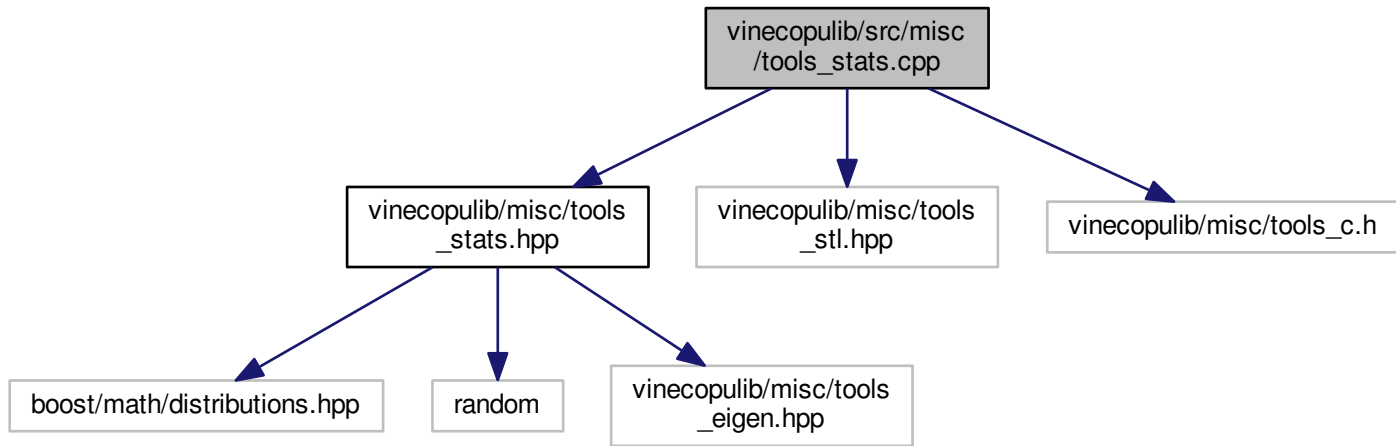 vinecopulib/src/misc
/tools_stats.cpp
vinecopulib/misc/tools
_stats.hpp
vinecopulib/misc/tools
_stl.hpp
vinecopulib/misc/tools_c.h
boost/math/distributions.hpp
random
vinecopulib/misc/tools
_eigen.hpp